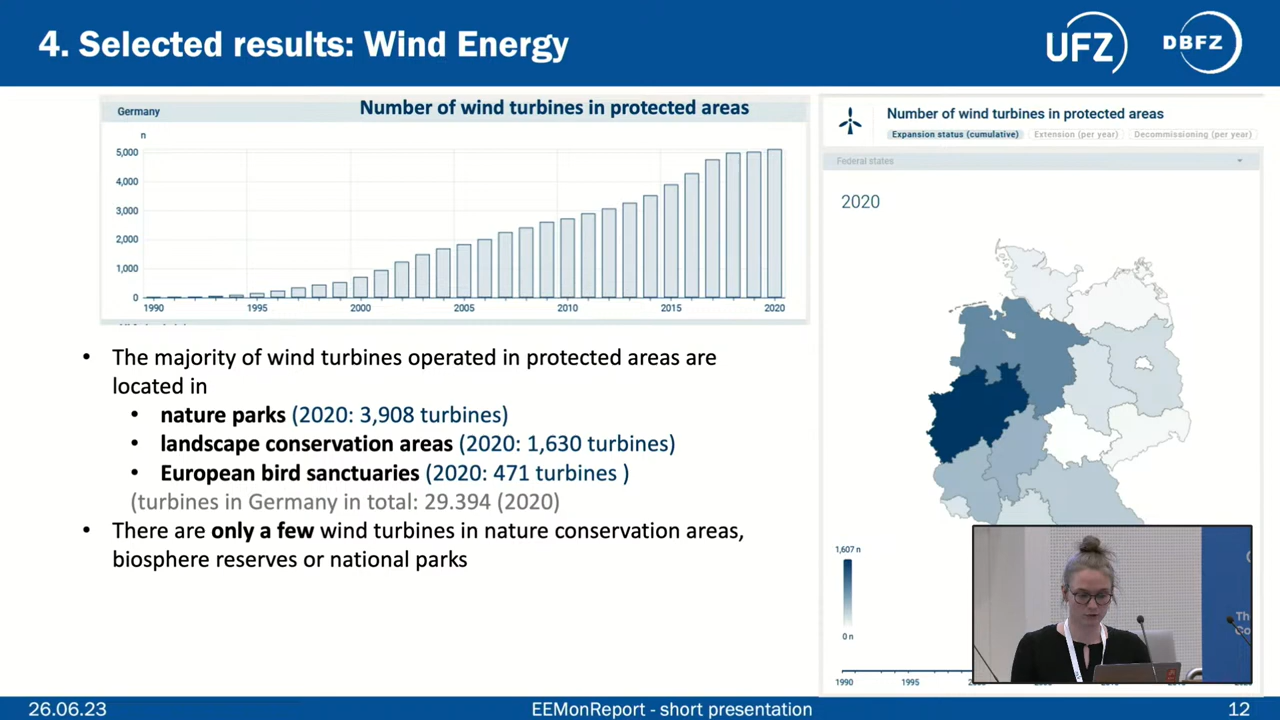 4. Selected results: Wind Energy
UFZ
DBFZ
Germany
Number of wind turbines in protected areas
n
5,000
4,000
3,000
2,000
1,000
0
1990 1995 2000 2005 2010 2015 2020
Number of wind turbines in protected areas
Expansion status (cumulative) Extension (per year) Decommissioning (per year)
Federal states
2020
1,607 n
0 n
1990 1995
• The majority of wind turbines operated in protected areas are
located in
• nature parks (2020: 3,908 turbines)
• landscape conservation areas (2020: 1,630 turbines)
• European bird sanctuaries (2020: 471 turbines )
(turbines in Germany in total: 29.394 (2020)
• There are only a few wind turbines in nature conservation areas,
biosphere reserves or national parks
26.06.23
EEMonReport - short presentation
12